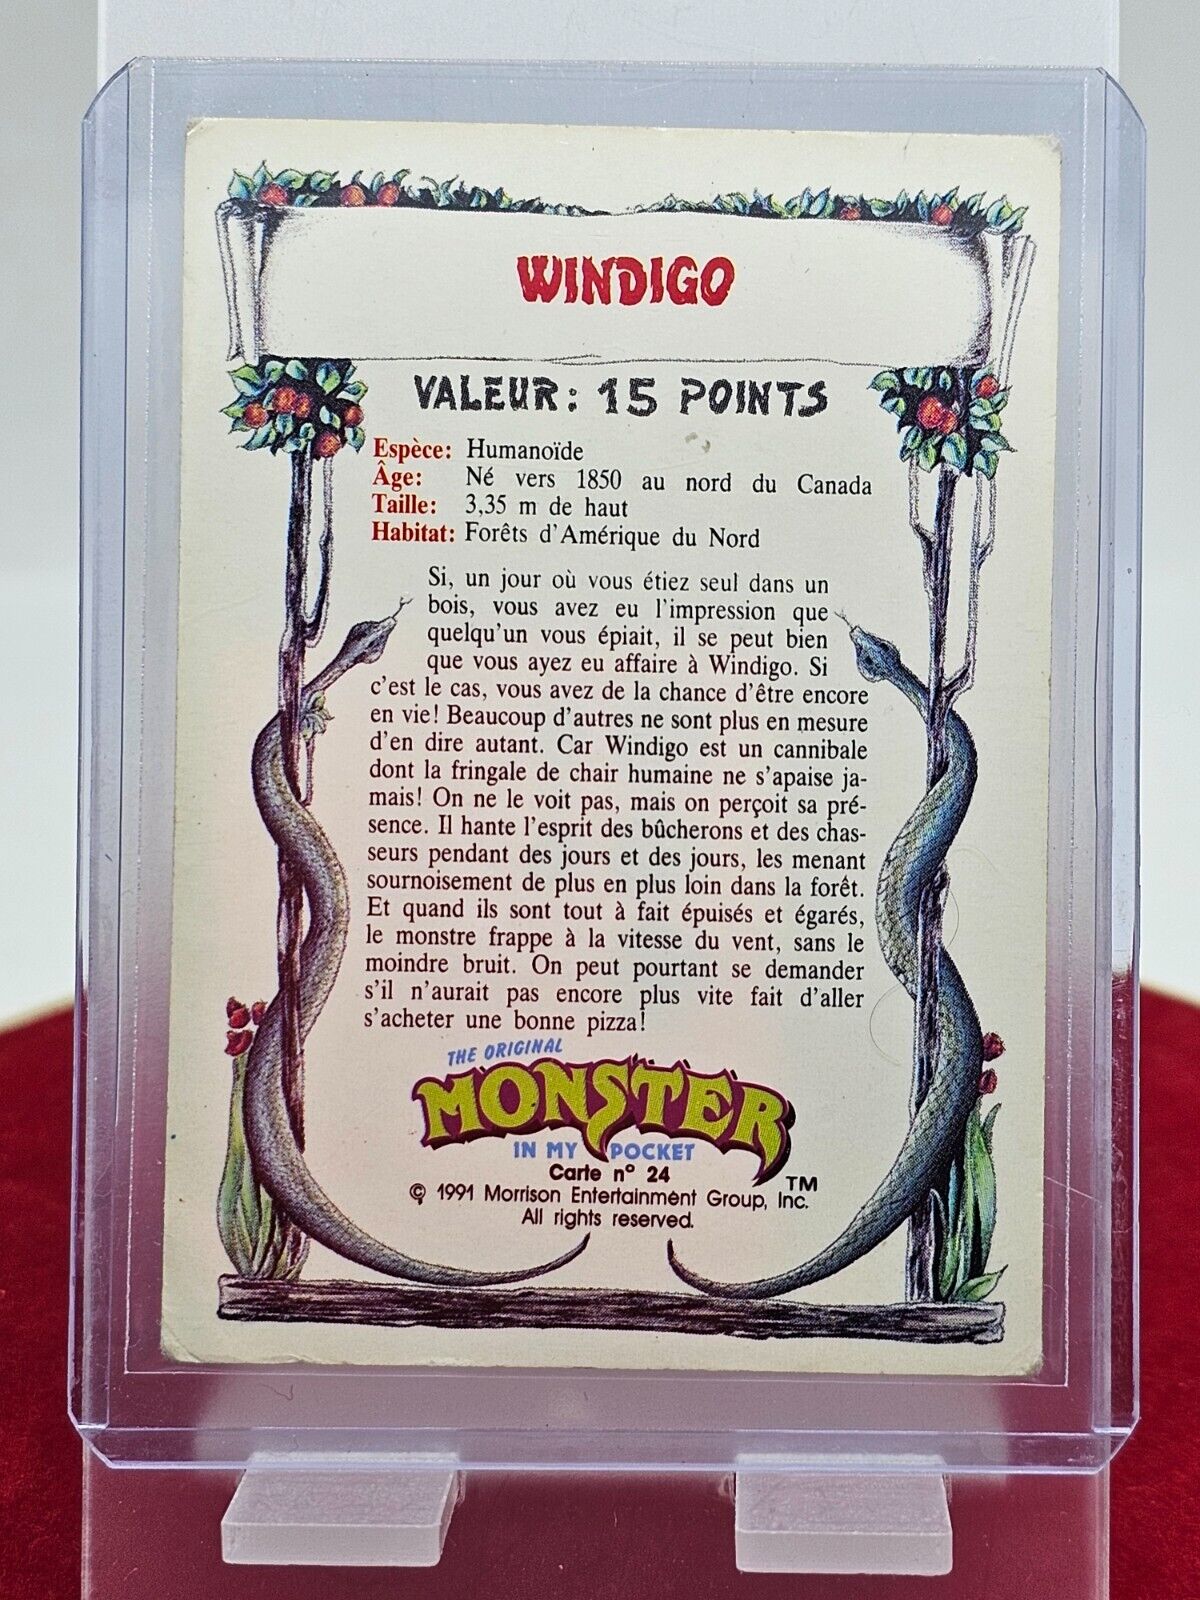 WINDIGO
VALEUR: 15 POINTS
Espèce: Humanoïde
Âge: Né vers 1850 au nord du Canada
Taille: 3,35 m de haut
Habitat: Forêts d'Amérique du Nord
Si, un jour où vous étiez seul dans un
bois, vous avez eu l'impression que
quelqu'un vous épiait, il se peut bien
que vous ayez eu affaire à Windigo. Si
c'est le cas, vous avez de la chance d'être encore
en vie! Beaucoup d'autres ne sont plus en mesure
d'en dire autant. Car Windigo est un cannibale
dont la fringale de chair humaine ne s'apaise ja-
mais! On ne le voit pas, mais on perçoit sa pré-
sence. Il hante l'esprit des bûcherons et des chas-
seurs pendant des jours et des jours, les menant
sournoisement de plus en plus loin dans la forêt.
Et quand ils sont tout à fait épuisés et égarés,
le monstre frappe à la vitesse du vent, sans le
moindre bruit. On peut pourtant se demander
s'il n'aurait pas encore plus vite fait d'aller
s'acheter une bonne pizza!
THE ORIGINAL
MONSTER
IN MY POCKET
Carte n° 24
TM
© 1991 Morrison Entertainment Group, Inc.
All rights reserved.